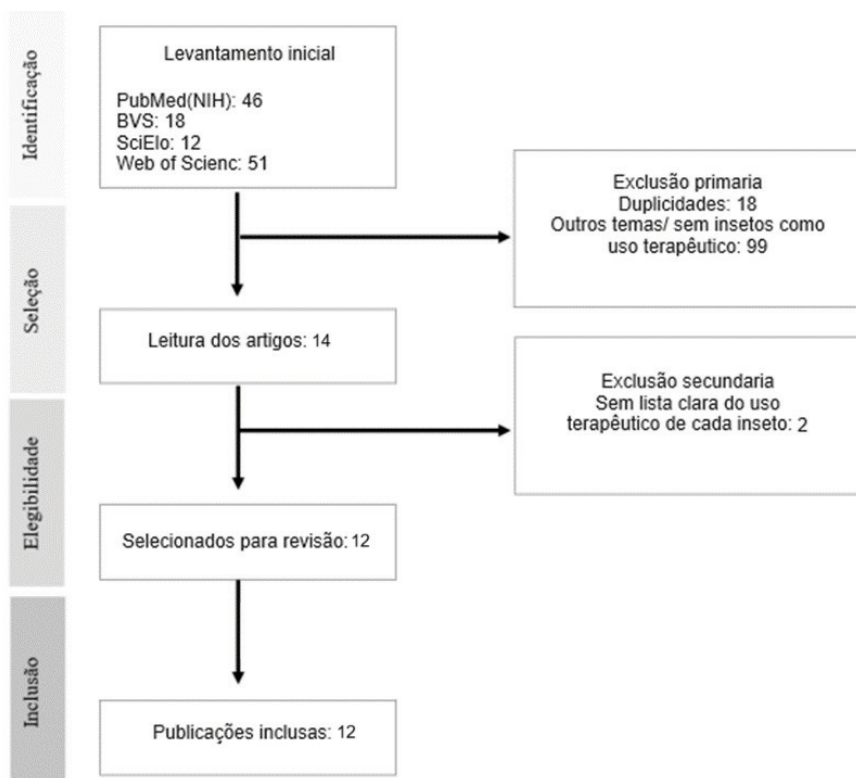 Identificação
Levantamento inicial
PubMed(NIH): 46
BVS: 18
SciElo: 12
Web of Scienc: 51
Exclusão primaria
Duplicidades: 18
Outros temas/ sem insetos como
uso terapêutico: 99
Seleção
Leitura dos artigos: 14
Exclusão secundaria
Sem lista clara do uso
terapêutico de cada inseto: 2
Elegibilidade
Selecionados para revisão: 12
Inclusão
Publicações inclusas: 12